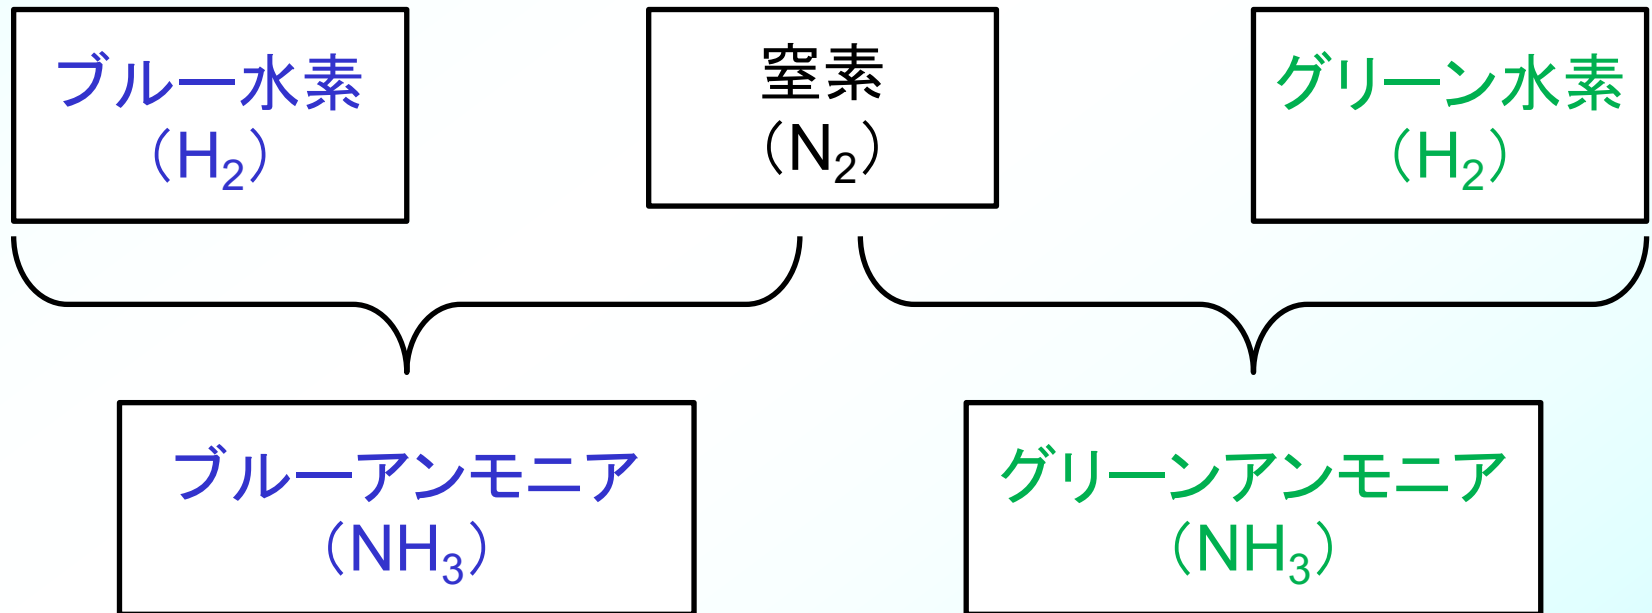 ブルー水素
（H₂）
窒素
（N₂）
グリーン水素
（H₂）
ブルーアンモニア
（NH₃）
グリーンアンモニア
（NH₃）